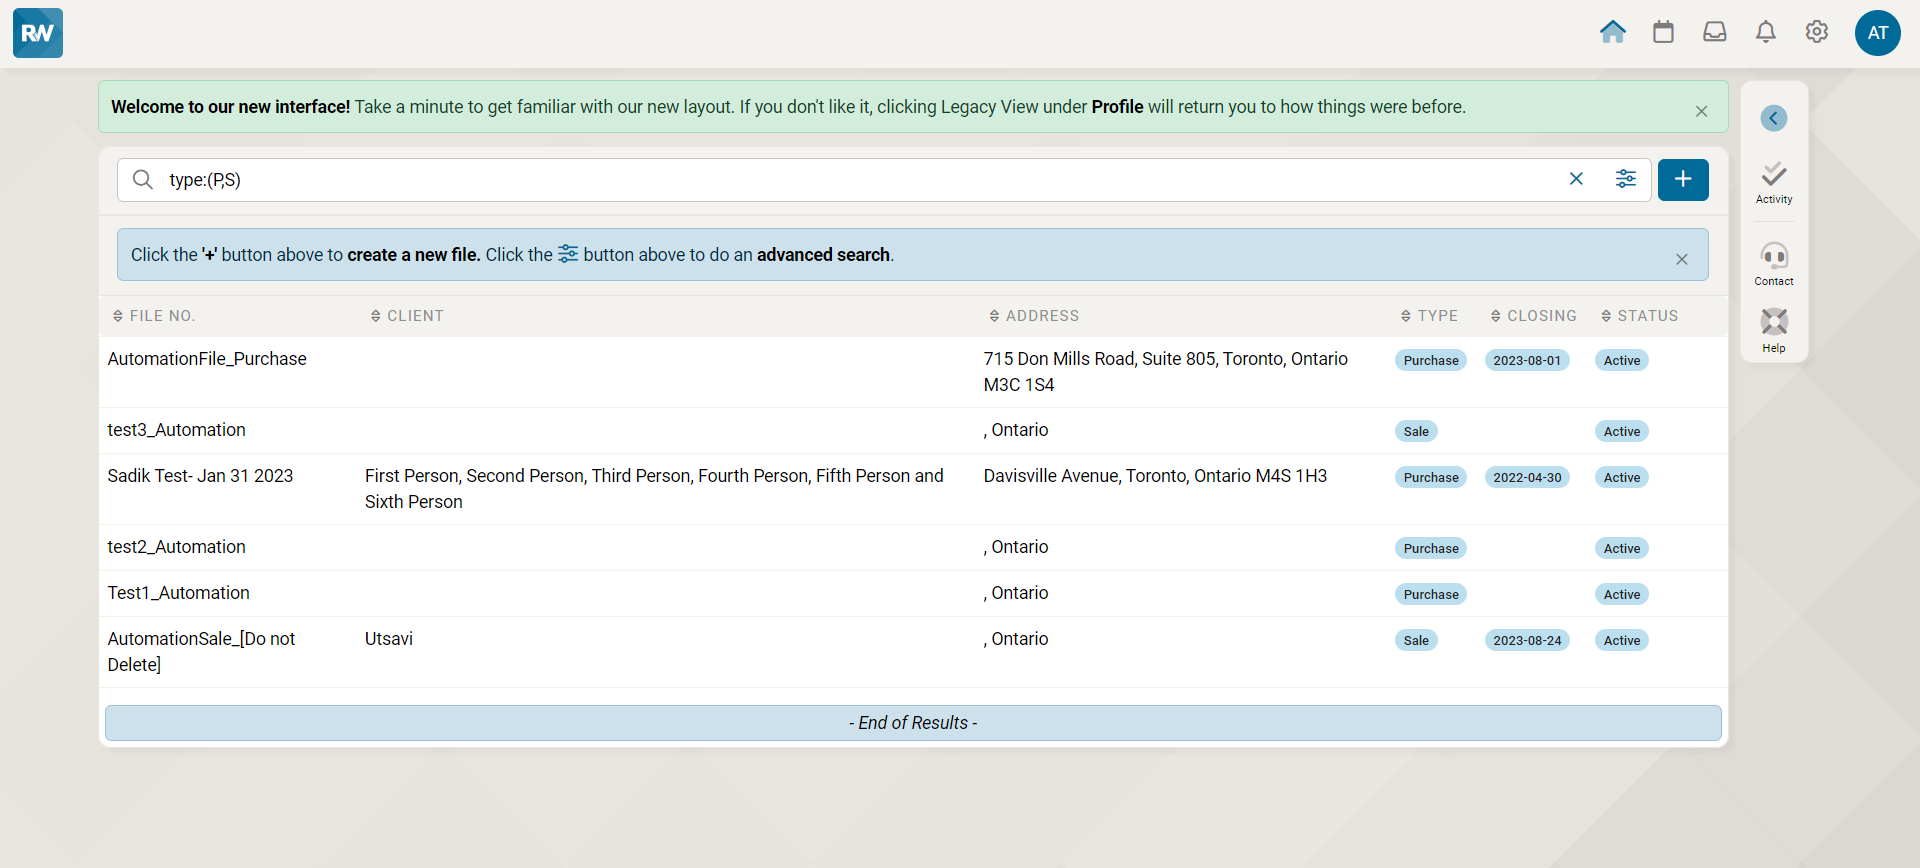 RW
AT
Welcome to our new interface! Take a minute to get familiar with our new layout. If you don't like it, clicking Legacy View under Profile will return you to how things were before.
type:(P,S)
Click the '+' button above to create a new file. Click the button above to do an advanced search.
FILE NO. CLIENT ADDRESS TYPE CLOSING STATUS
AutomationFile_Purchase 715 Don Mills Road, Suite 805, Toronto, Ontario Purchase 2023-08-01 Active
M3C 1S4
test3_Automation , Ontario Sale Active
Sadik Test- Jan 31 2023 First Person, Second Person, Third Person, Fourth Person, Fifth Person and Davisville Avenue, Toronto, Ontario M4S 1H3 Purchase 2022-04-30 Active
Sixth Person
test2_Automation , Ontario Purchase Active
Test1_Automation , Ontario Purchase Active
AutomationSale_[Do not Utsavi , Ontario Sale 2023-08-24 Active
Delete]
- End of Results -
Activity
Contact
Help